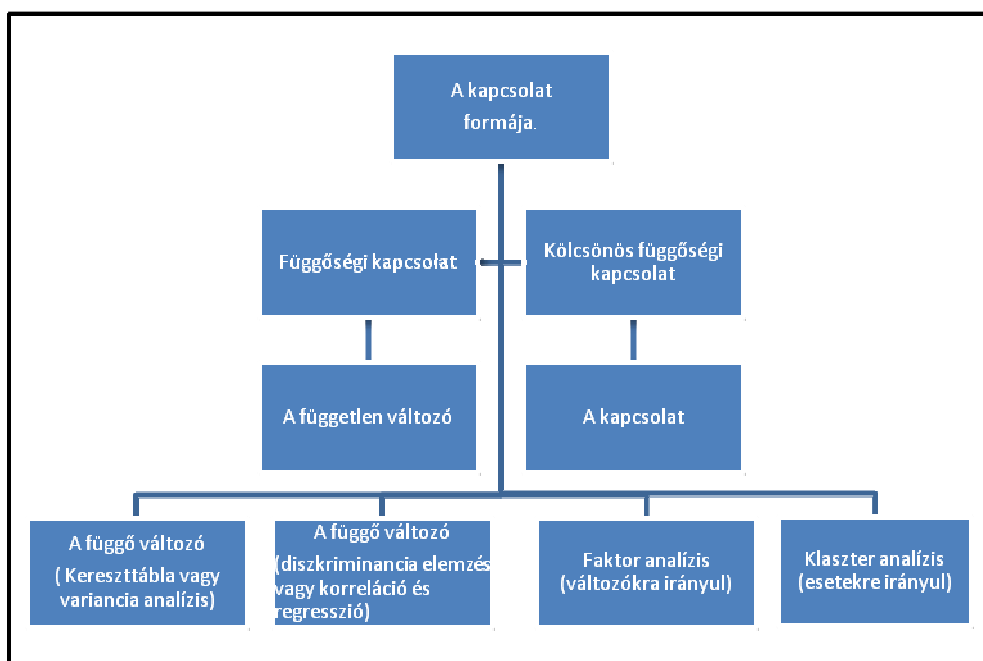 A kapcsolat
formája.
Függőségi kapcsolat
Kölcsönös függőségi
kapcsolat
A független változó
A kapcsolat
A függő változó
( Kereszttábla vagy
variancia analízis)
A függő változó
(diszkriminancia elemzés
vagy korreláció és
regresszió)
Faktor analízis
(változókra irányul)
Klaszter analízis
(esetekre irányul)